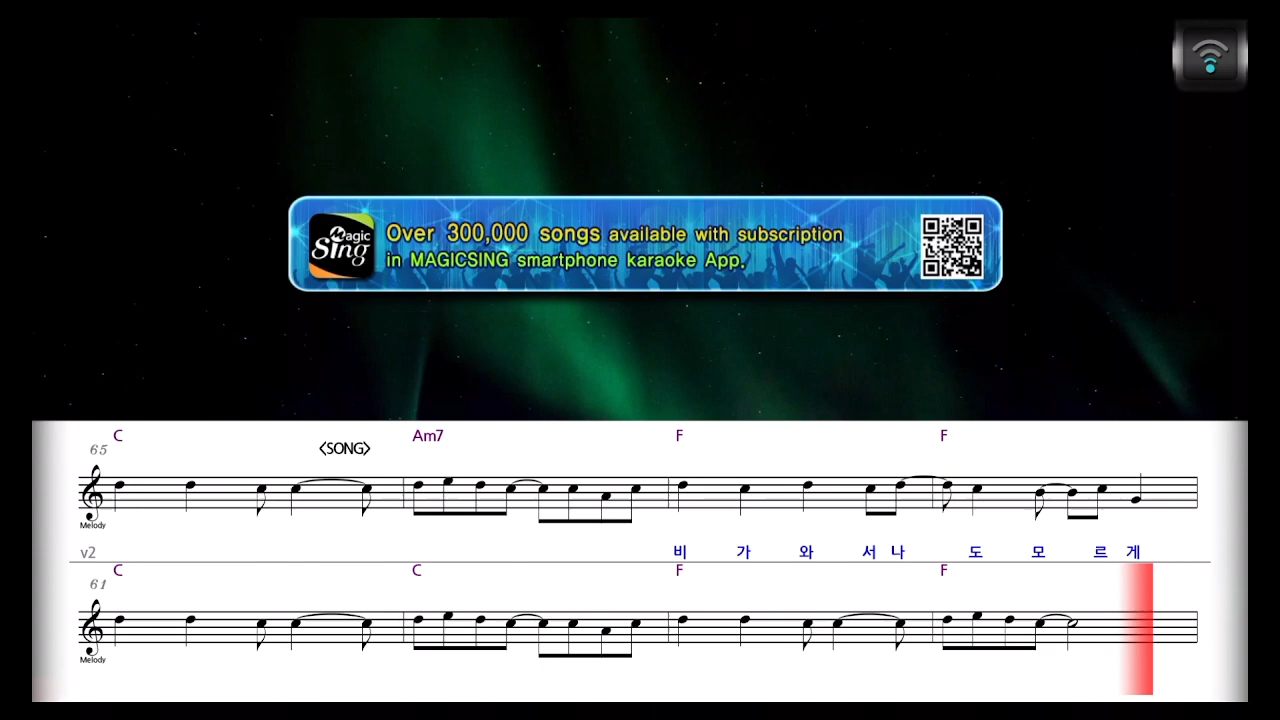 Magic
Sing
Over 300,000 songs available with subscription
in MAGICSING smartphone karaoke App.
C Am7 F F
65
<SONG>
Melody
v2 비 가 와 서 나 도 모 르 게
C C F F
61
Melody